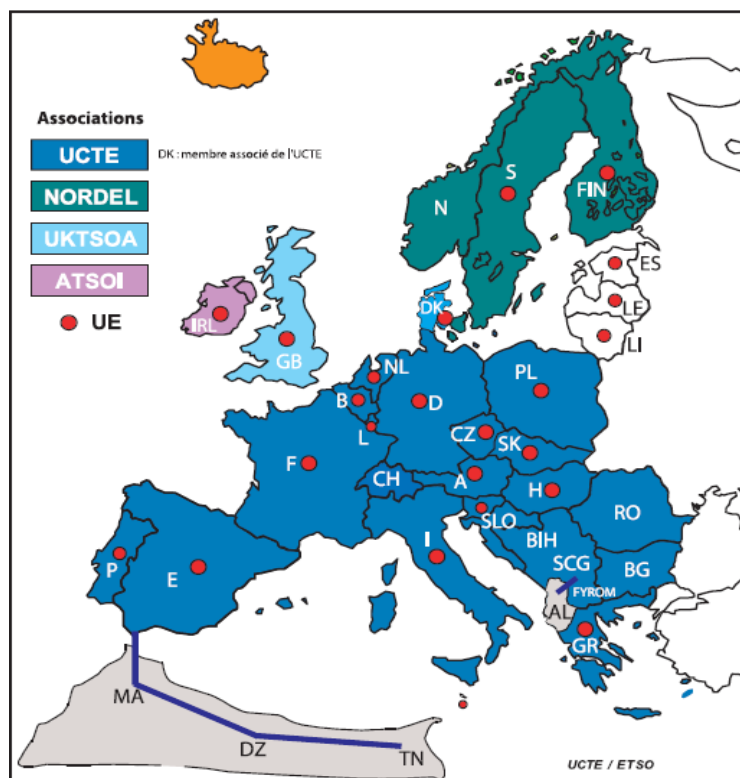 Associations
UCTE
DK : membre associé de l'UCTE
NORDEL
UKTSOA
ATSOI
UE
N
S
FIN
ES
LE
LI
DK
IRL
GB
NL
B
D
PL
L
CZ
SK
F
CH
A
H
SLO
RO
I
BIH
SCG
BG
P
E
FYROM
AL
GR
MA
DZ
TN
UCTE / ETSO